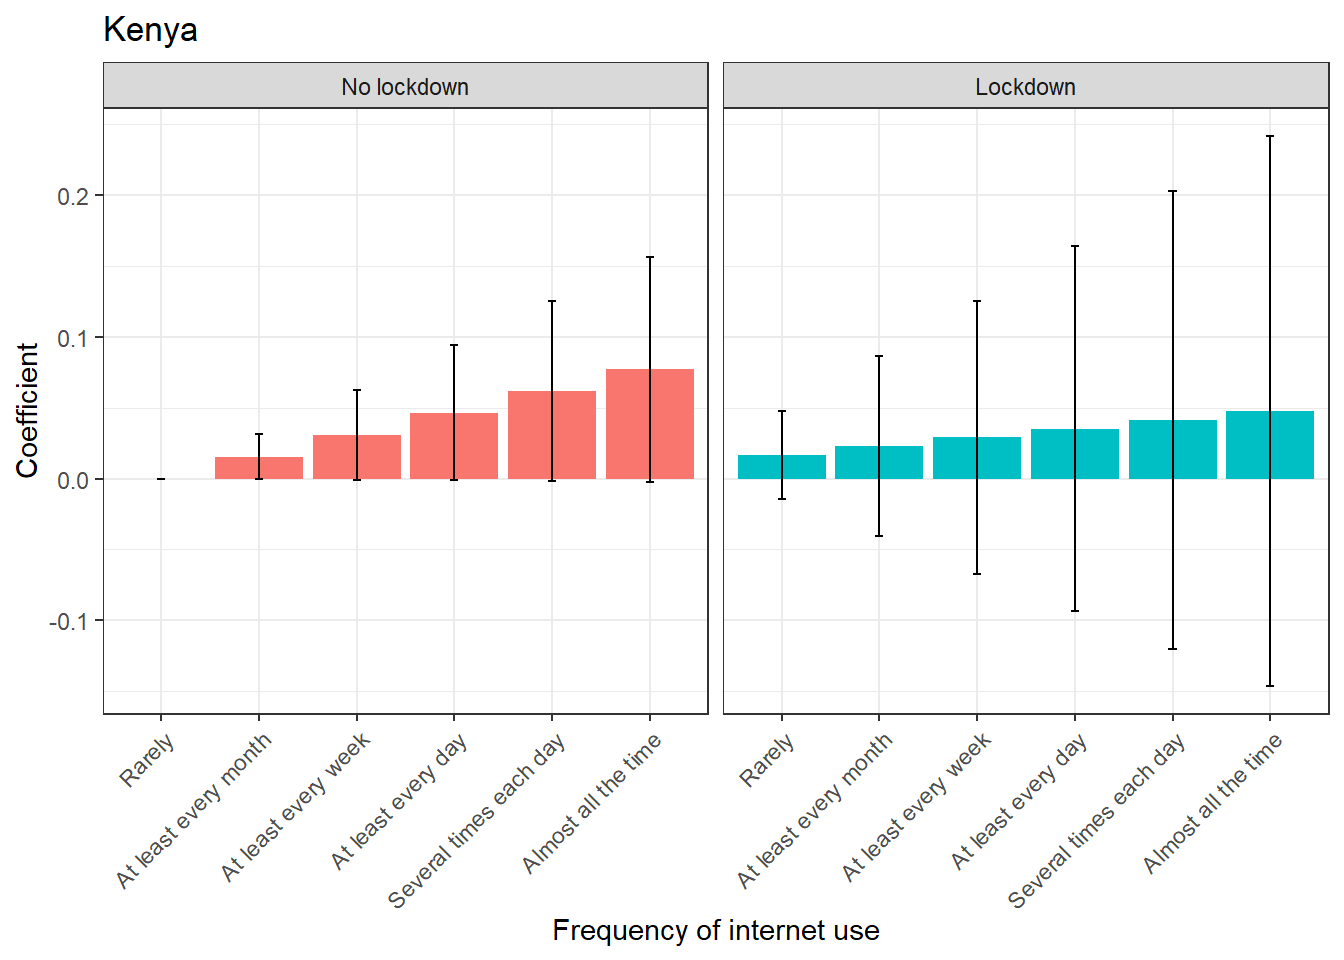 Kenya
No lockdown
Lockdown
Coefficient
0.2
0.1
0.0
-0.1
Rarely
At least every month
At least every week
At least every day
Several times each day
Almost all the time
Rarely
At least every month
At least every week
At least every day
Several times each day
Almost all the time
Frequency of internet use